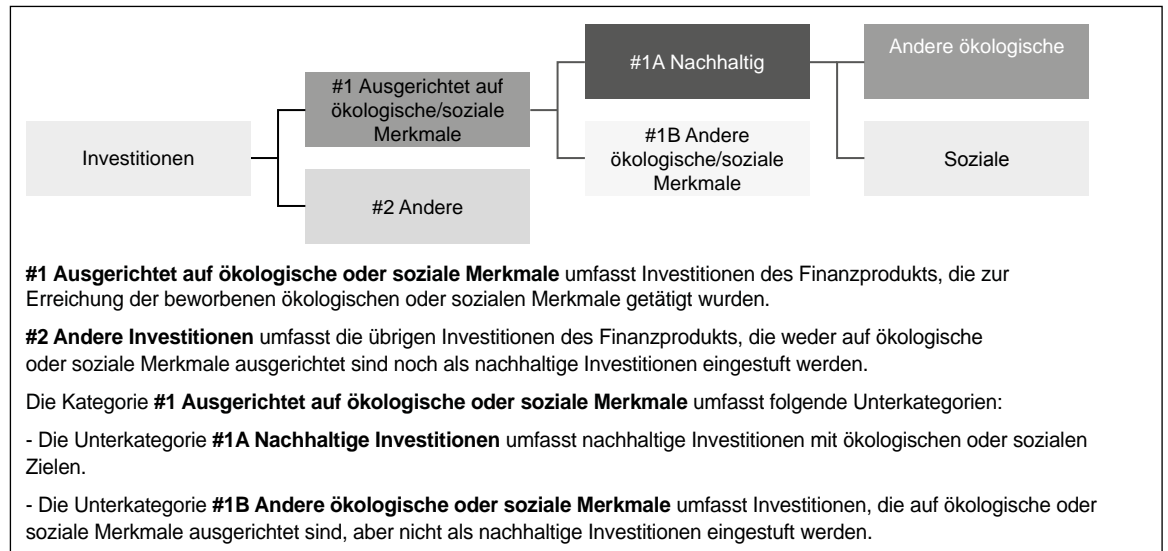 Investitionen
#1 Ausgerichtet auf
ökologische/soziale
Merkmale
#2 Andere
#1A Nachhaltig
#1B Andere
ökologische/soziale
Merkmale
Andere ökologische
Soziale
#1 Ausgerichtet auf ökologische oder soziale Merkmale umfasst Investitionen des Finanzprodukts, die zur
Erreichung der beworbenen ökologischen oder sozialen Merkmale getätigt wurden.
#2 Andere Investitionen umfasst die übrigen Investitionen des Finanzprodukts, die weder auf ökologische
oder soziale Merkmale ausgerichtet sind noch als nachhaltige Investitionen eingestuft werden.
Die Kategorie #1 Ausgerichtet auf ökologische oder soziale Merkmale umfasst folgende Unterkategorien:
- Die Unterkategorie #1A Nachhaltige Investitionen umfasst nachhaltige Investitionen mit ökologischen oder sozialen
Zielen.
- Die Unterkategorie #1B Andere ökologische oder soziale Merkmale umfasst Investitionen, die auf ökologische oder
soziale Merkmale ausgerichtet sind, aber nicht als nachhaltige Investitionen eingestuft werden.